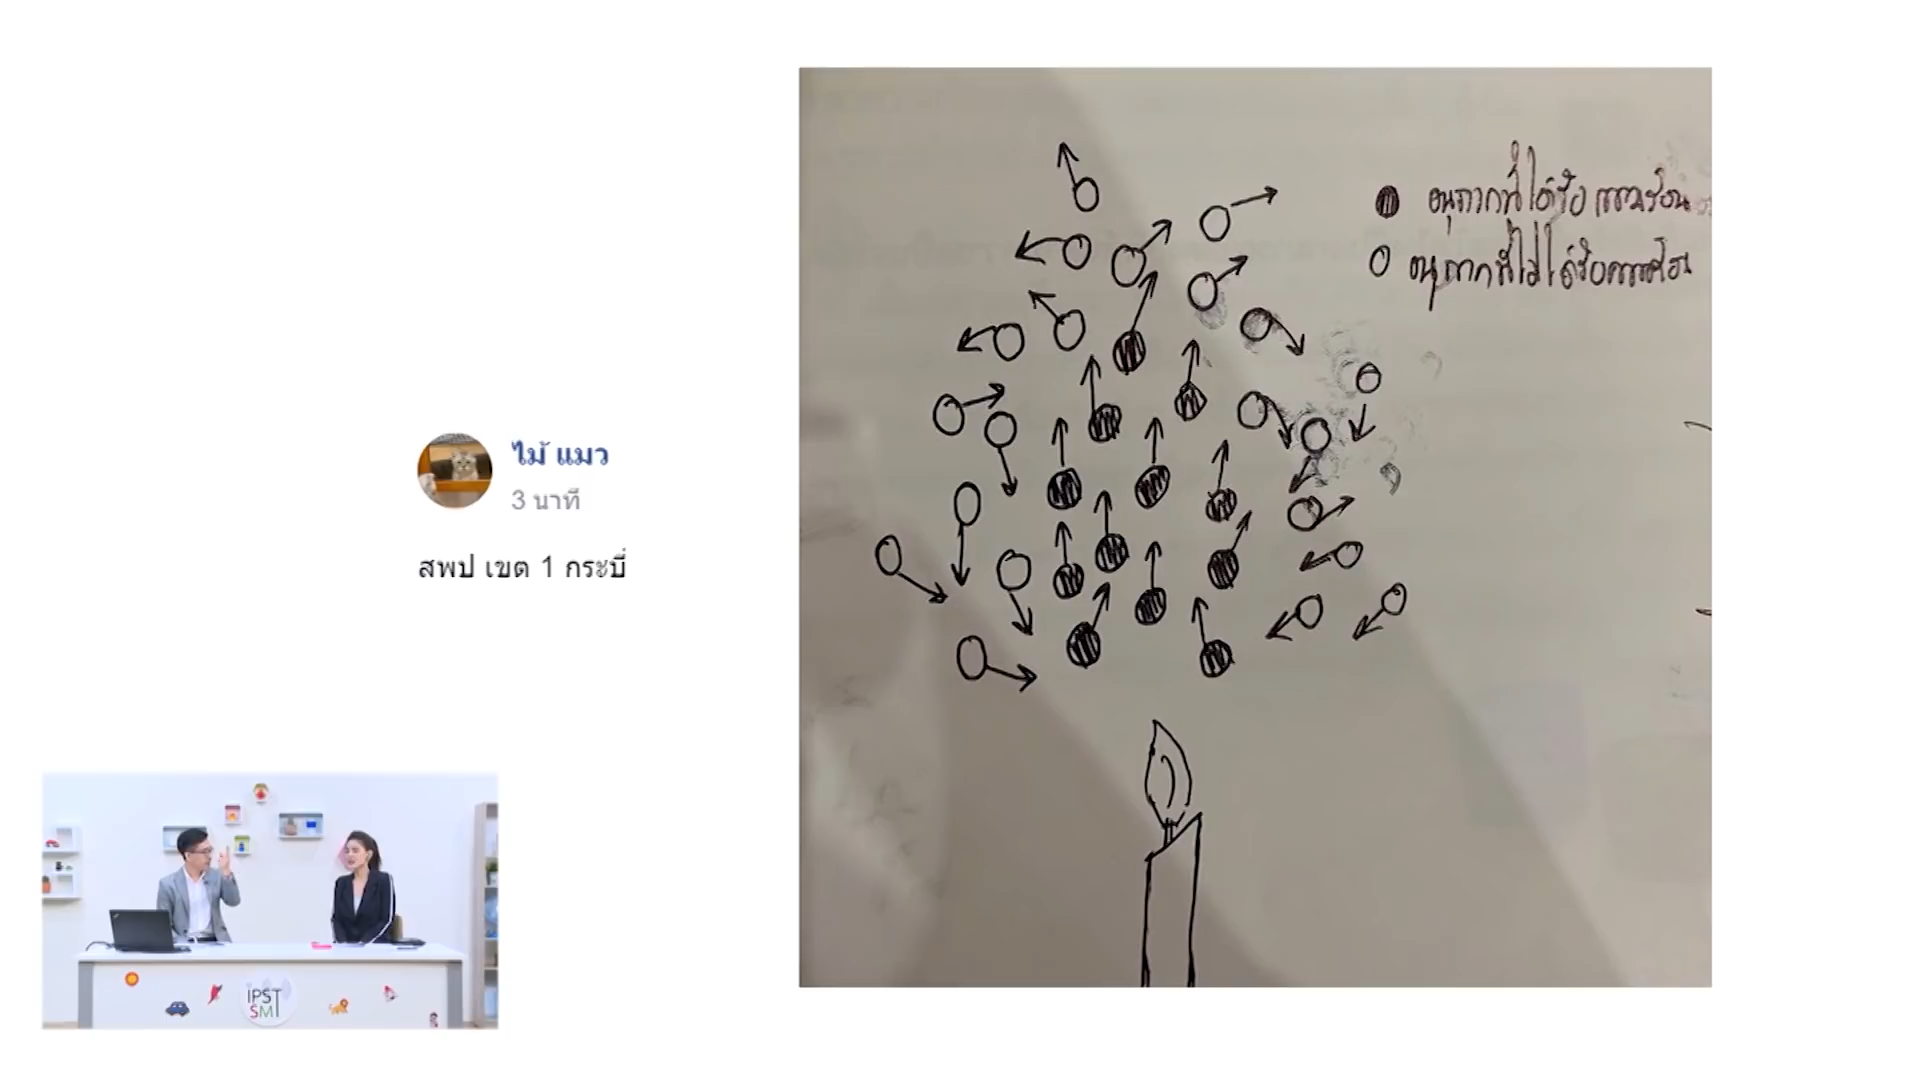 ไม้ แมว
3 นาที
สพป เขต 1 กระบี่
อนุภาคที่ได้รับความร้อน
อนุภาคที่ไม่ได้รับความร้อน
IPST
SMT